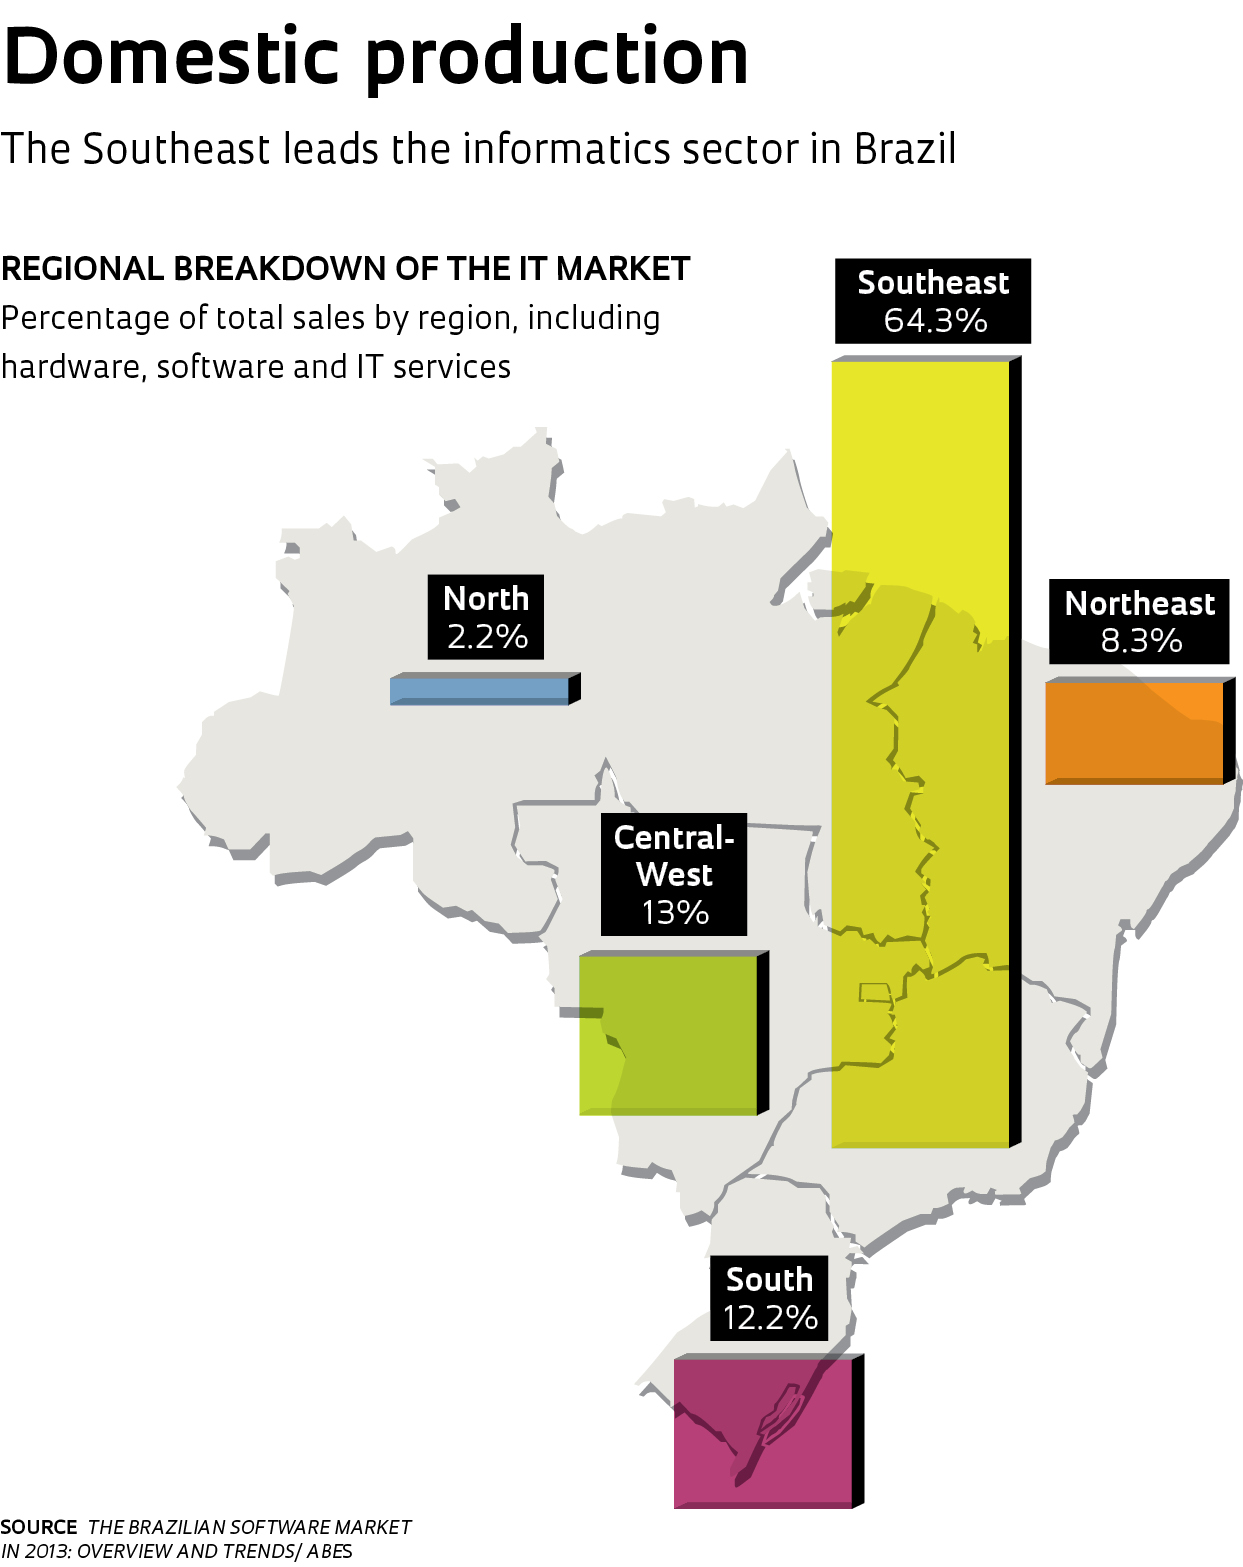 Domestic production
The Southeast leads the informatics sector in Brazil
REGIONAL BREAKDOWN OF THE IT MARKET
Percentage of total sales by region, including
hardware, software and IT services
Southeast
64.3%
North
2.2%
Northeast
8.3%
Central-
West
13%
South
12.2%
SOURCE THE BRAZILIAN SOFTWARE MARKET
IN 2013: OVERVIEW AND TRENDS/ ABES